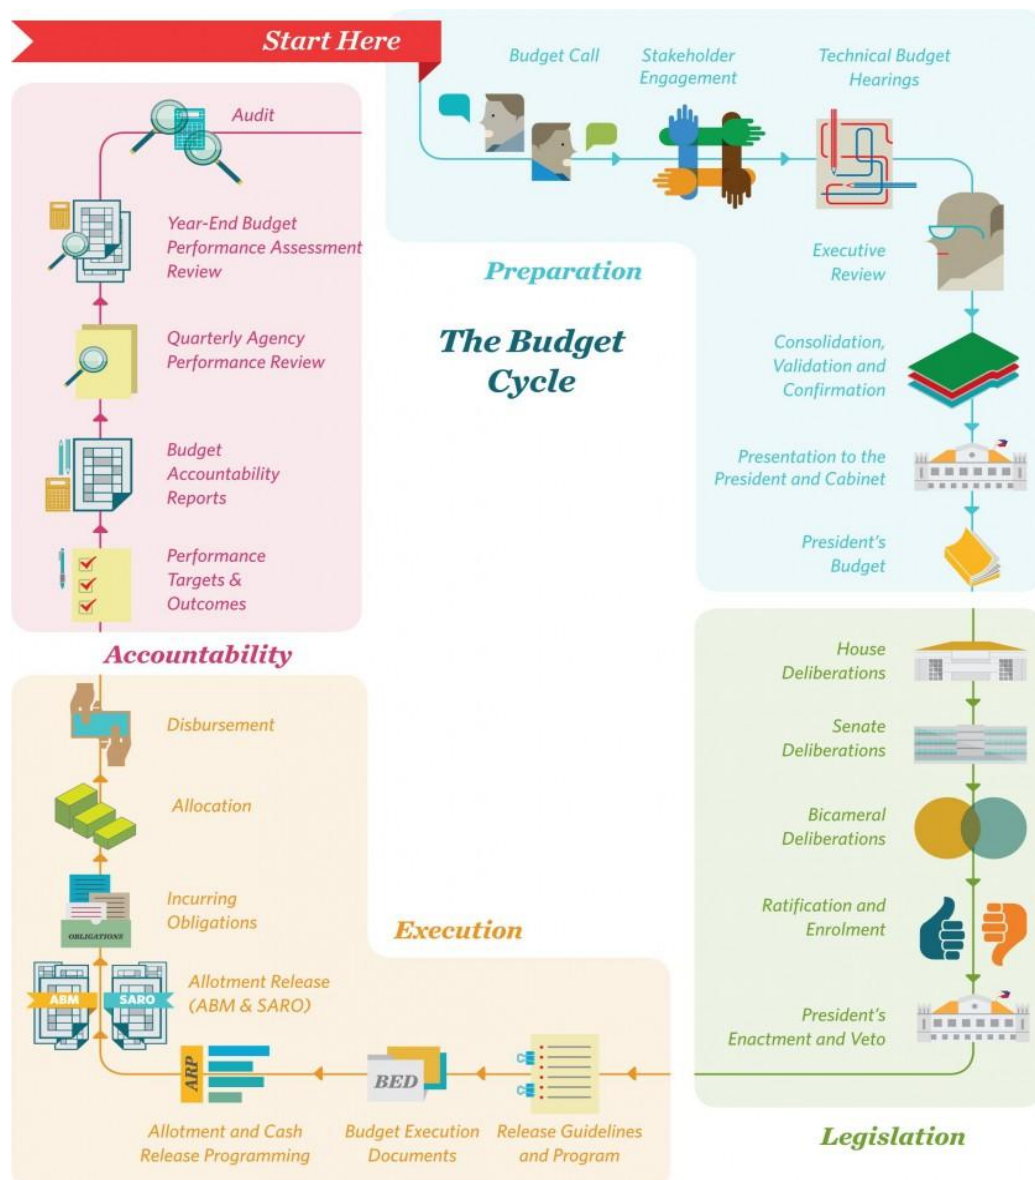 Start Here
Budget Call
Stakeholder
Engagement
Technical Budget
Hearings
Executive
Review
Preparation
The Budget
Cycle
Consolidation,
Validation and
Confirmation
Presentation to the
President and Cabinet
President's
Budget
House
Deliberations
Senate
Deliberations
Bicameral
Deliberations
Ratification and
Enrolment
President's
Enactment and Veto
Legislation
Release Guidelines
and Program
BED
Budget Execution
Documents
ARP
Allotment and Cash
Release Programming
Execution
ABM
SARO
Allotment Release
(ABM & SARO)
OBLIGATIONS
Incurring
Obligations
Allocation
Disbursement
Accountability
Performance
Targets &
Outcomes
Budget
Accountability
Reports
Quarterly Agency
Performance Review
Year-End Budget
Performance Assessment
Review
Audit